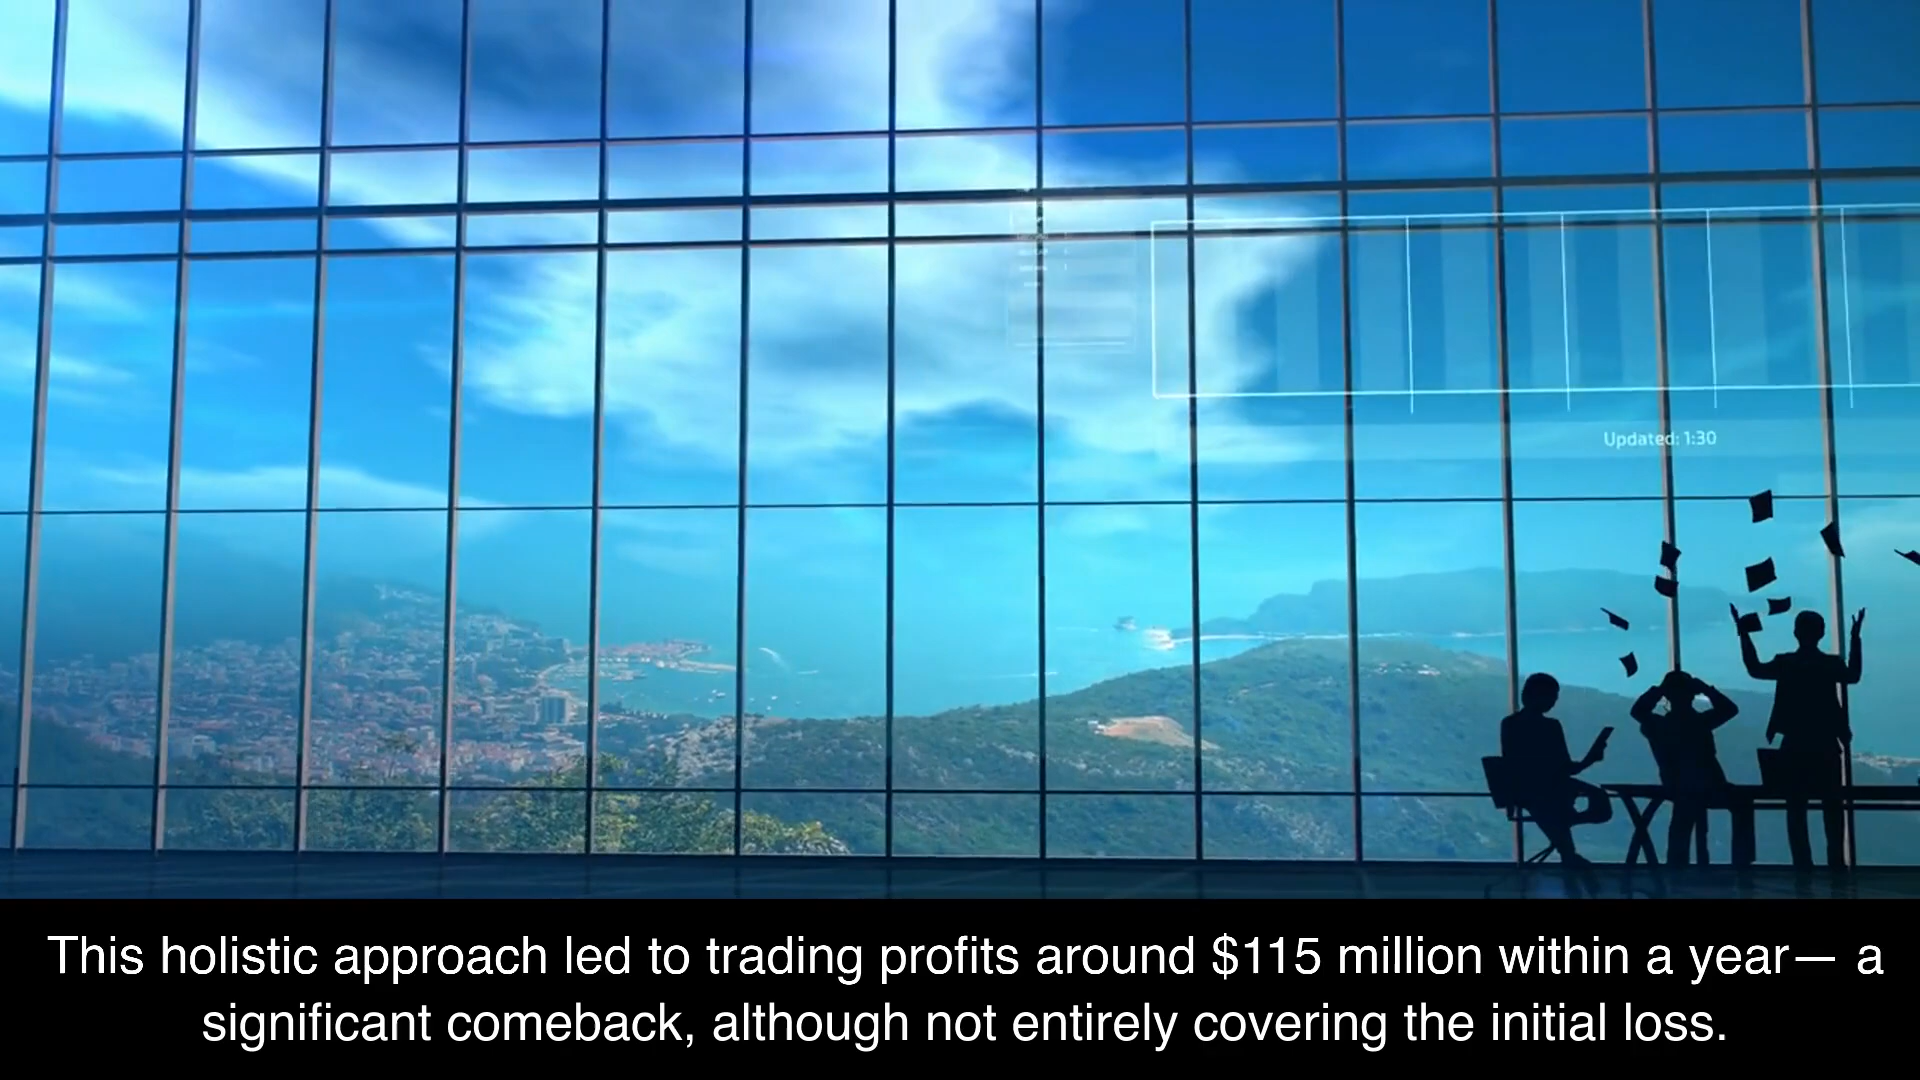 Updated: 1:30
This holistic approach led to trading profits around $115 million within a year— a
significant comeback, although not entirely covering the initial loss.